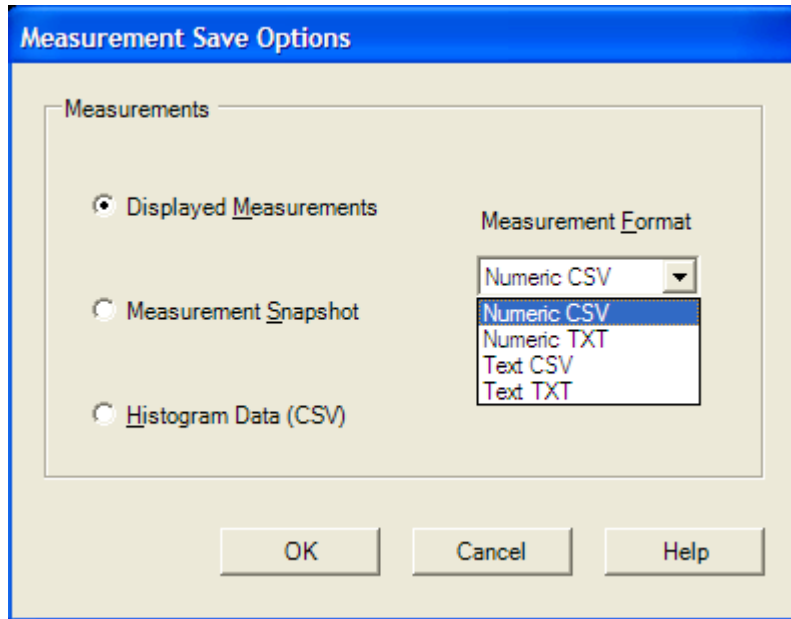 Measurement Save Options
Measurements
Displayed Measurements
Measurement Format
Numeric CSV
Measurement Snapshot
Numeric CSV
Numeric TXT
Text CSV
Text TXT
Histogram Data (CSV)
OK
Cancel
Help